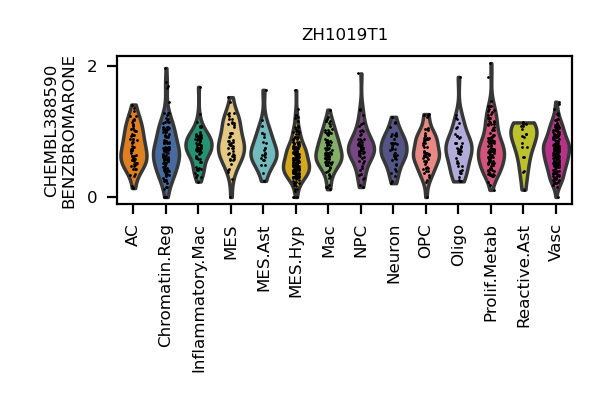 ZH1019T1
CHEMBL388590
BENZBROMARONE
2
0
AC
Chromatin.Reg
Inflammatory.Mac
MES
MES.Ast
MES.Hyp
Mac
NPC
Neuron
OPC
Oligo
Prolif.Metab
Reactive.Ast
Vasc